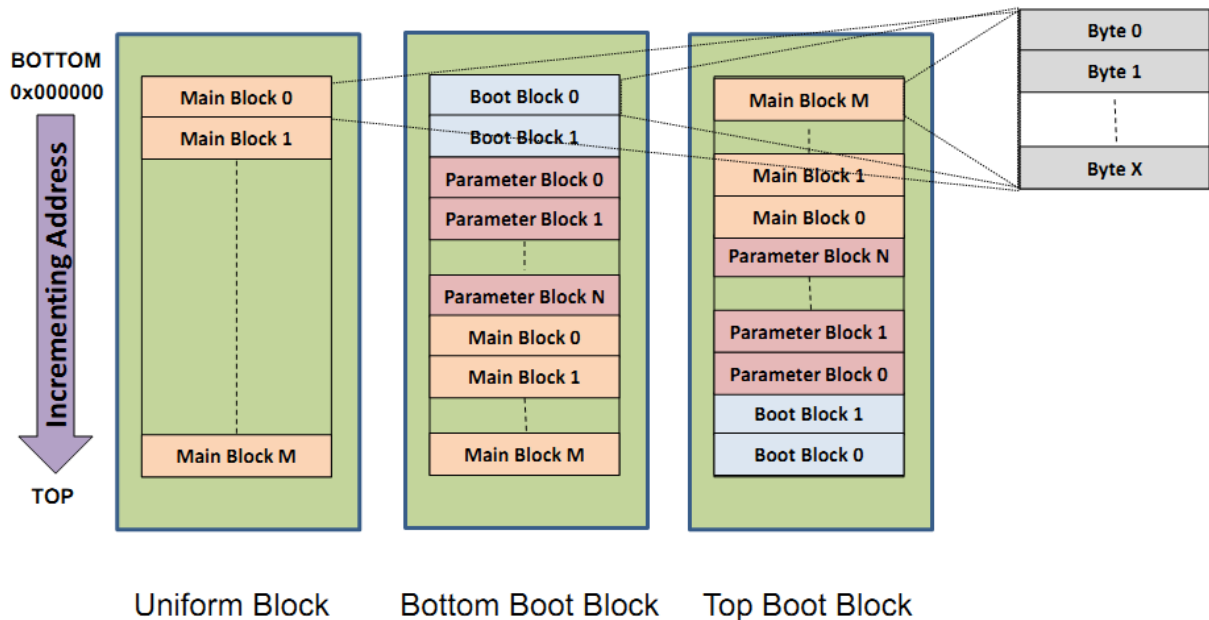 BOTTOM
0x000000
Incrementing Address
TOP
Main Block 0
Main Block 1
Main Block M
Uniform Block
Boot Block 0
Boot Block 1
Parameter Block 0
Parameter Block 1
Parameter Block N
Main Block 0
Main Block 1
Main Block M
Bottom Boot Block
Main Block M
Main Block 1
Main Block 0
Parameter Block N
Parameter Block 1
Parameter Block 0
Boot Block 1
Boot Block 0
Top Boot Block
Byte 0
Byte 1
Byte X